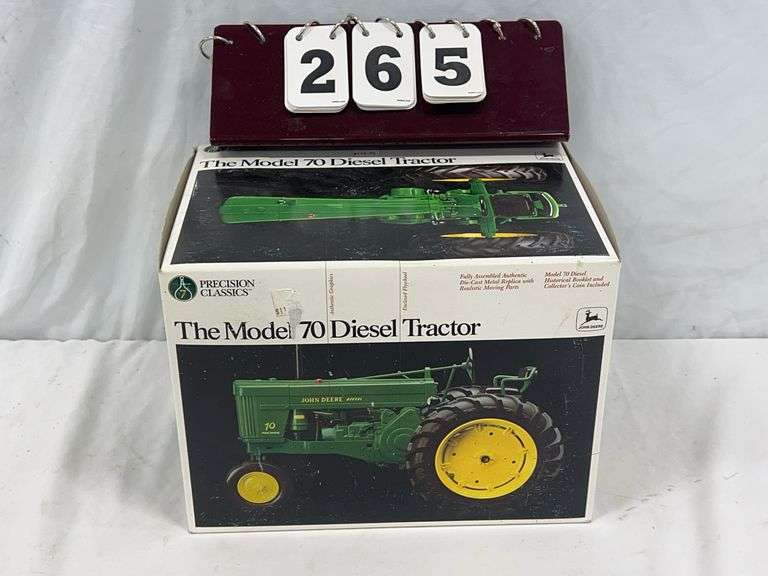 265
The Model 70 Diesel Tractor
7
PRECISION
CLASSICS
Authentic Graphics
Fully Assembled Authentic
Die-Cast Metal Replica with
Realistic Moving Parts
Model 70 Diesel
Historical Booklet and
Collector's Coin Included
The Model 70 Diesel Tractor
JOHN DEERE
JOHN DEERE DIESEL
70